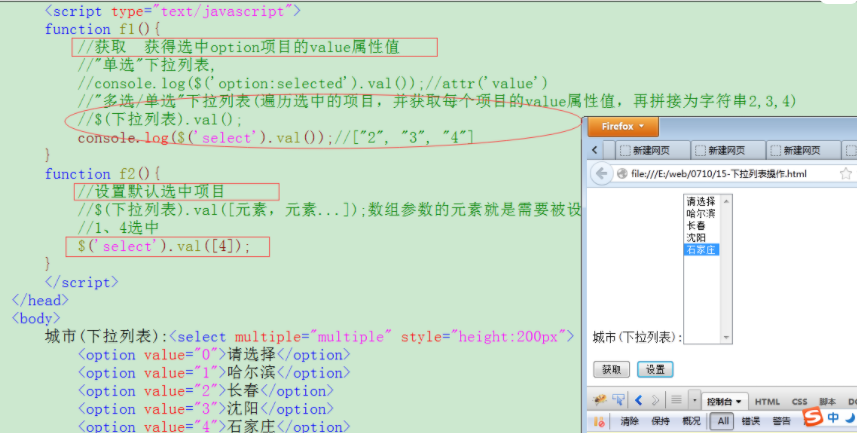 <script type="text/javascript">
function f1(){
//获取 获得选中option项目的value属性值
//"单选"下拉列表,
//console.log($('option:selected').val());//attr('value')
//"多选/单选"下拉列表(遍历选中的项目，并获取每个项目的value属性值，再拼接为字符串2,3,4)
//$(下拉列表).val();
console.log($('select').val());//["2", "3", "4"]
}
function f2(){
//设置默认选中项目
//$(下拉列表).val([元素，元素...]);数组参数的元素就是需要被设
//1、4选中
$('select').val([4]);
}
</script>
</head>
<body>
城市(下拉列表):<select multiple="multiple" style="height:200px">
<option value="0">请选择</option>
<option value="1">哈尔滨</option>
<option value="2">长春</option>
<option value="3">沈阳</option>
<option value="4">石家庄</option>
Firefox
新建网页 新建网页 新建网页
file:///E:/web/0710/15-下拉列表操作.html
请选择
哈尔滨
长春
沈阳
石家庄
城市(下拉列表):
获取 设置
控制台 HTML CSS 脚本 DO
清除 保持 概况 All 错误 警告
S 中